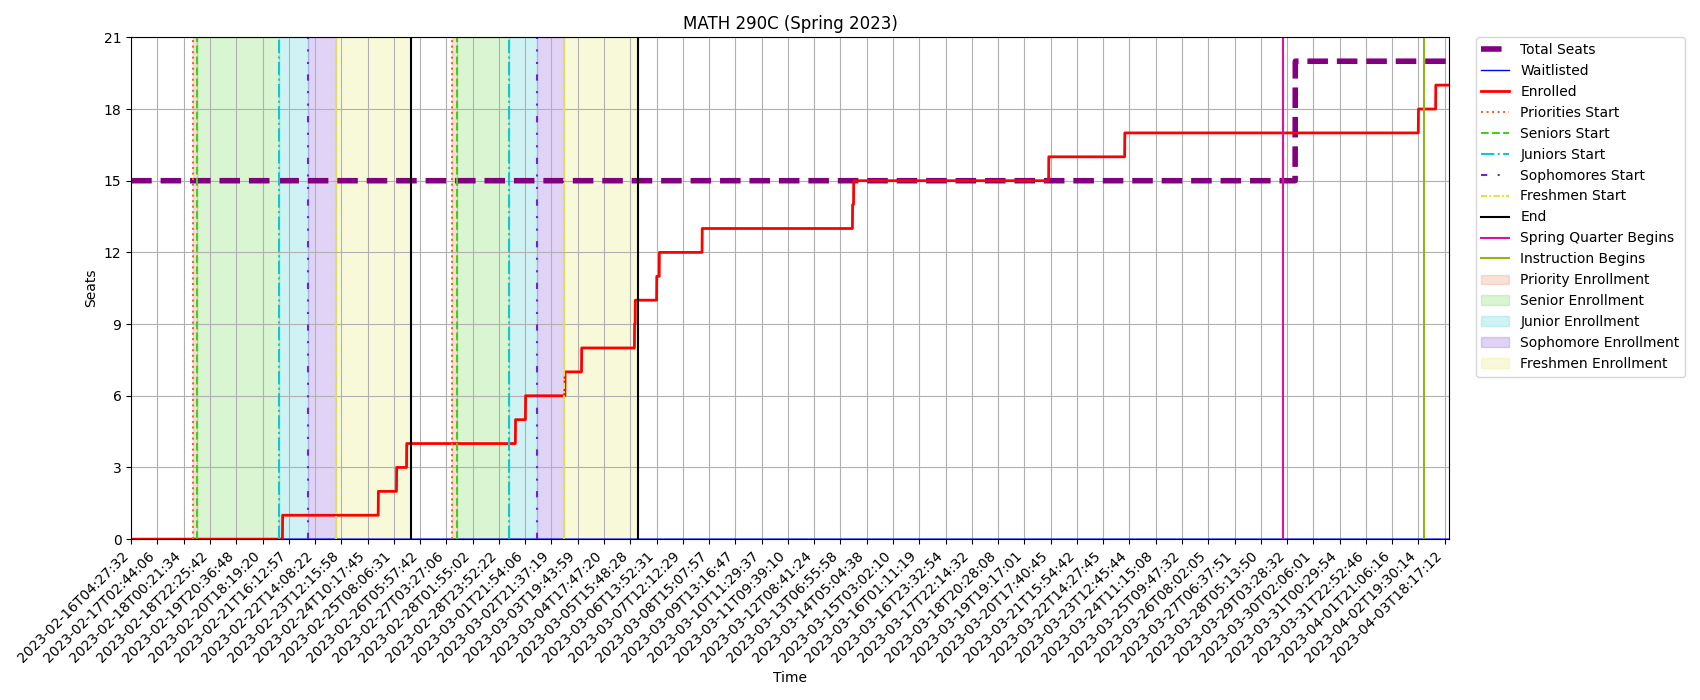 MATH 290C (Spring 2023)
Seats
21
18
15
12
9
6
3
0
2023-02-16T04:27:32
2023-02-17T02:44:06
2023-02-18T00:21:34
2023-02-18T22:25:42
2023-02-19T20:36:48
2023-02-20T18:19:20
2023-02-21T16:12:57
2023-02-22T14:08:22
2023-02-23T12:15:58
2023-02-24T10:17:45
2023-02-25T08:06:31
2023-02-26T05:57:42
2023-02-27T03:27:06
2023-02-28T01:55:02
2023-02-28T23:52:22
2023-03-01T21:54:06
2023-03-02T21:37:19
2023-03-03T19:43:59
2023-03-04T17:47:20
2023-03-05T15:48:28
2023-03-06T13:52:31
2023-03-07T12:12:29
2023-03-08T15:07:57
2023-03-09T13:16:47
2023-03-10T11:29:37
2023-03-11T09:39:10
2023-03-12T08:41:24
2023-03-13T06:55:58
2023-03-14T05:04:38
2023-03-15T03:02:10
2023-03-16T01:11:19
2023-03-16T23:32:54
2023-03-17T22:14:32
2023-03-18T20:28:08
2023-03-19T19:17:01
2023-03-20T17:40:45
2023-03-21T15:54:42
2023-03-22T14:27:45
2023-03-23T12:45:44
2023-03-24T11:15:08
2023-03-25T09:47:32
2023-03-26T08:02:05
2023-03-27T06:37:51
2023-03-28T05:13:50
2023-03-29T03:28:32
2023-03-30T02:06:01
2023-03-31T00:29:54
2023-03-31T22:52:46
2023-04-01T21:06:16
2023-04-02T19:30:14
2023-04-03T18:17:12
Time
Total Seats
Waitlisted
Enrolled
Priorities Start
Seniors Start
Juniors Start
Sophomores Start
Freshmen Start
End
Spring Quarter Begins
Instruction Begins
Priority Enrollment
Senior Enrollment
Junior Enrollment
Sophomore Enrollment
Freshmen Enrollment